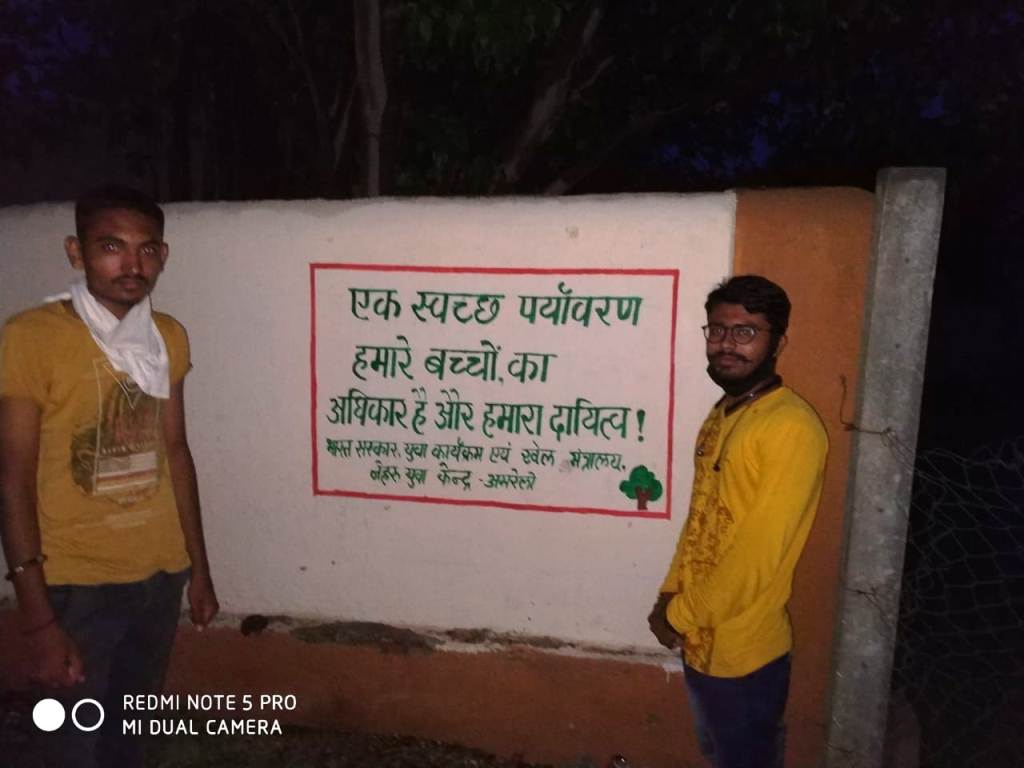 एक स्वच्छ पर्यांवरण
हमारे बच्चों, का
अधिकार है और हमारा दायित्व !
भारत सरकार, युवा कार्यक्रम एवं खेल मंत्रालय,
नेहरु युवा केन्द्र - अमरेली
REDMI NOTE 5 PRO
MI DUAL CAMERA